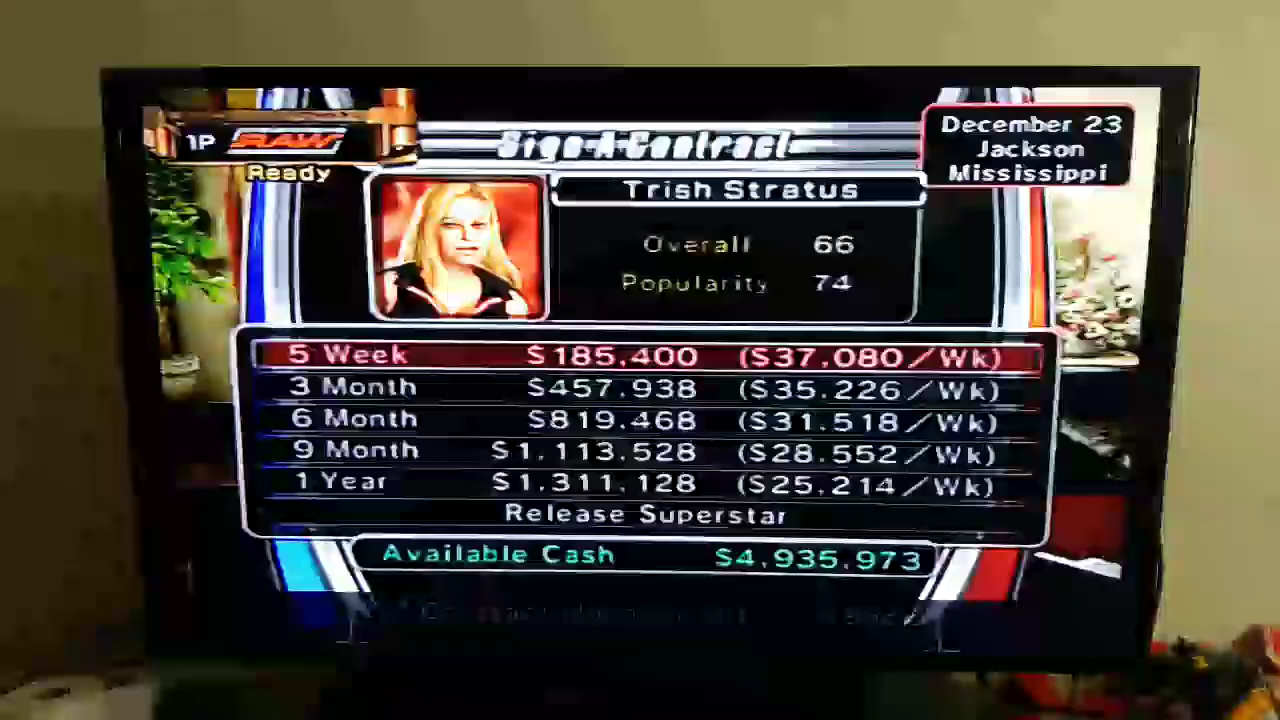 1P RAW
Ready
Sign-A-Contract
December 23
Jackson
Mississippi
Trish Stratus
Overall 66
Popularity 74
5 Week $185,400 ($37,080/Wk)
3 Month $457,938 ($35,226/Wk)
6 Month $819,468 ($31,518/Wk)
9 Month $1,113,528 ($28,552/Wk)
1 Year $1,311,128 ($25,214/Wk)
Release Superstar
Available Cash $4,935,973